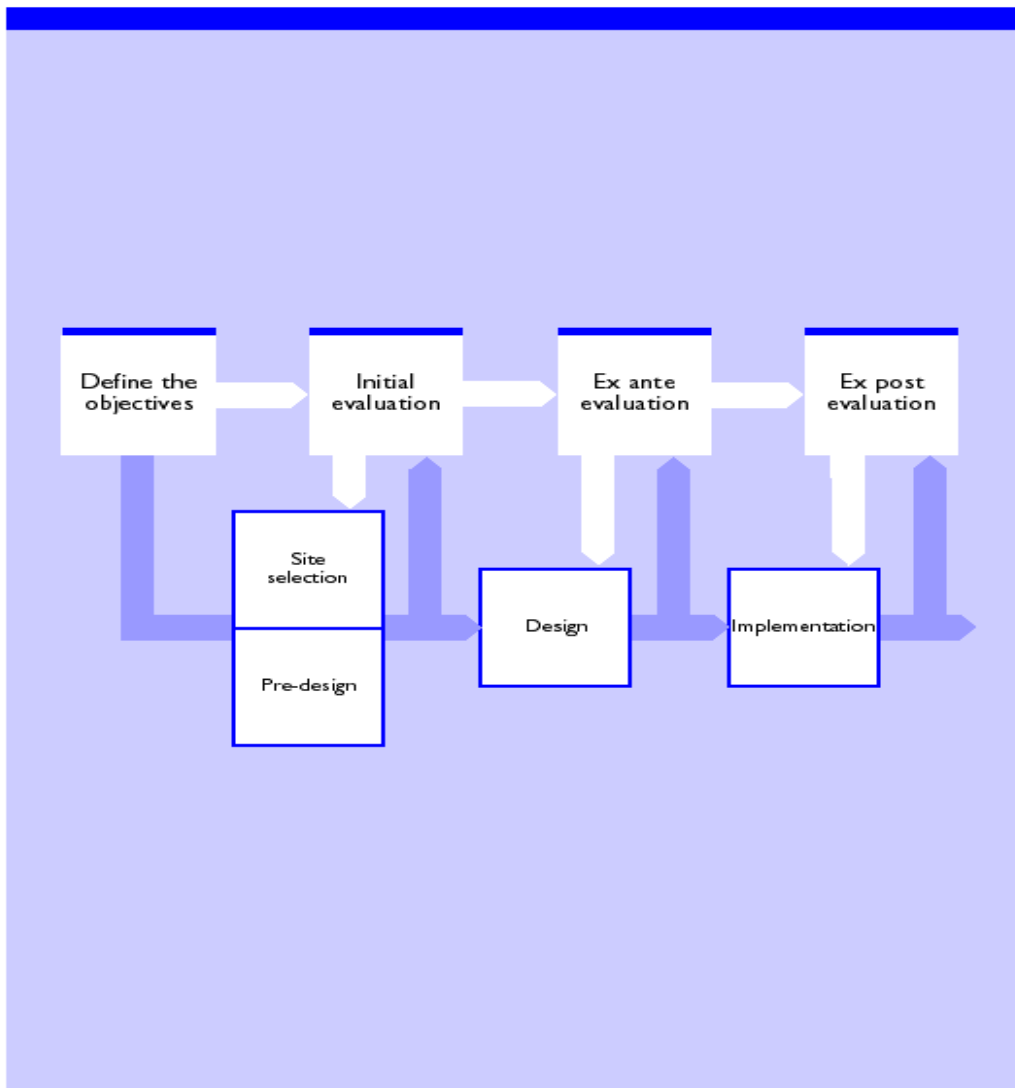 Define the
objectives
Initial
evaluation
Ex ante
evaluation
Ex post
evaluation
Site
selection
Pre-design
Design
Implementation